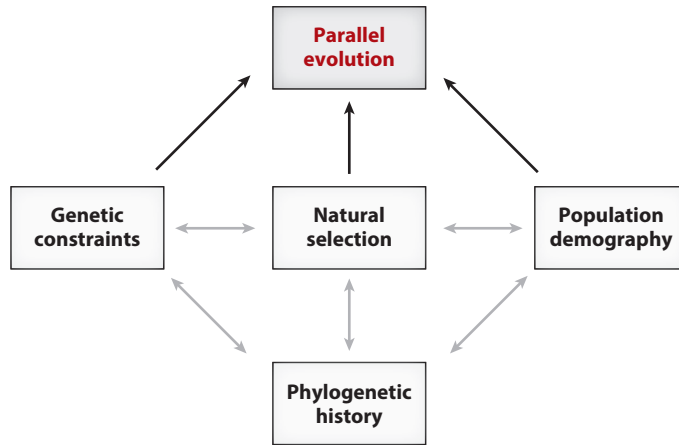 Parallel
evolution
Genetic
constraints
Natural
selection
Population
demography
Phylogenetic
history